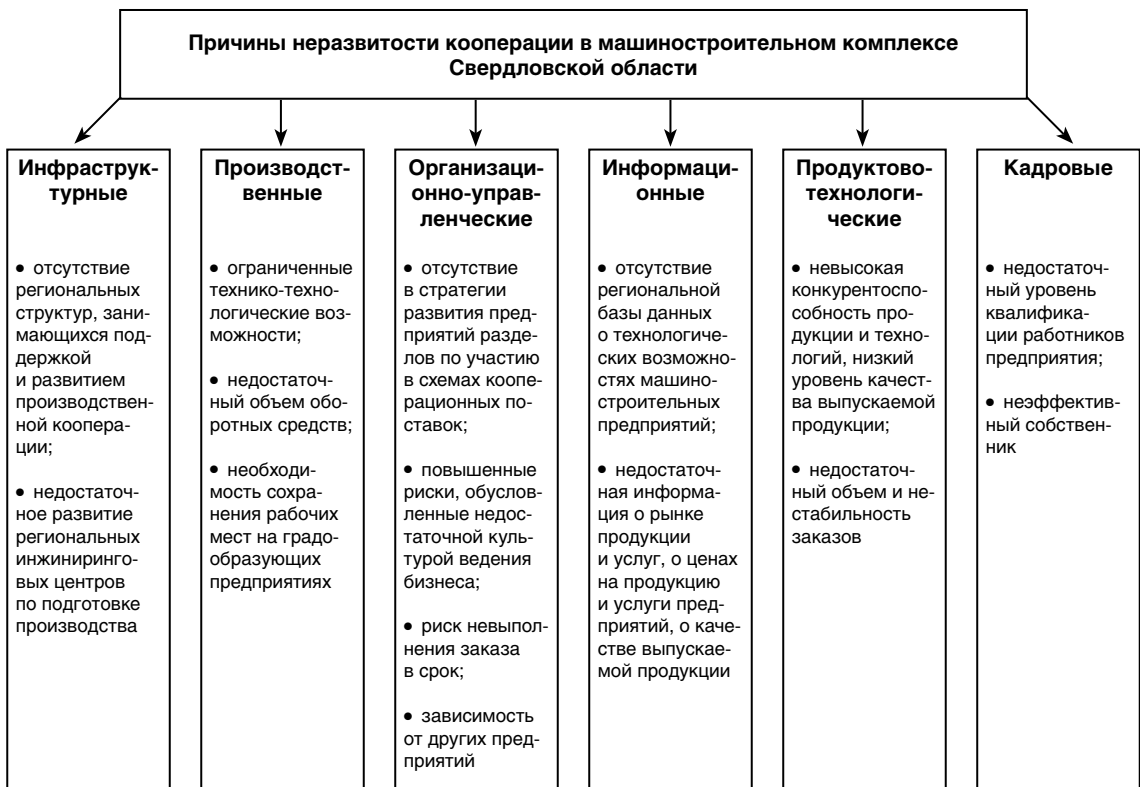 Причины неразвитости кооперации в машиностроительном комплексе
Свердловской области
Инфраструк-
турные
• отсутствие
региональных
структур, зани-
мающихся под-
держкой
и развитием
производствен-
ной коопера-
ции;
• недостаточ-
ное развитие
региональных
инжиниринго-
вых центров
по подготовке
производства
Производст-
венные
• ограниченные
технико-техно-
логические воз-
можности;
• недостаточ-
ный объем обо-
ротных средств;
• необходи-
мость сохра-
нения рабочих
мест на градо-
образующих
предприятиях
Организаци-
онно-управ-
ленческие
• отсутствие
в стратегии
развития пред-
приятий разде-
лов по участию
в схемах коопе-
рационных по-
ставок;
• повышенные
риски, обуслов-
ленные недос-
таточной куль-
турой ведения
бизнеса;
• риск невыпол-
нения заказа
в срок;
• зависимость
от других пред-
приятий
Информаци-
онные
• отсутствие
региональной
базы данных
о технологиче-
ских возможно-
стях машино-
строительных
предприятий;
• недостаточ-
ная информа-
ция о рынке
продукции
и услуг, о ценах
на продукцию
и услуги пред-
приятий, о каче-
стве выпускае-
мой продукции
Продуктово-
технологи-
ческие
• невысокая
конкурентоспо-
собность про-
дукции и техно-
логий, низкий
уровень качест-
ва выпускаемой
продукции;
• недостаточ-
ный объем и не-
стабильность
заказов
Кадровые
• недостаточ-
ный уровень
квалифика-
ции работников
предприятия;
• неэффектив-
ный собствен-
ник